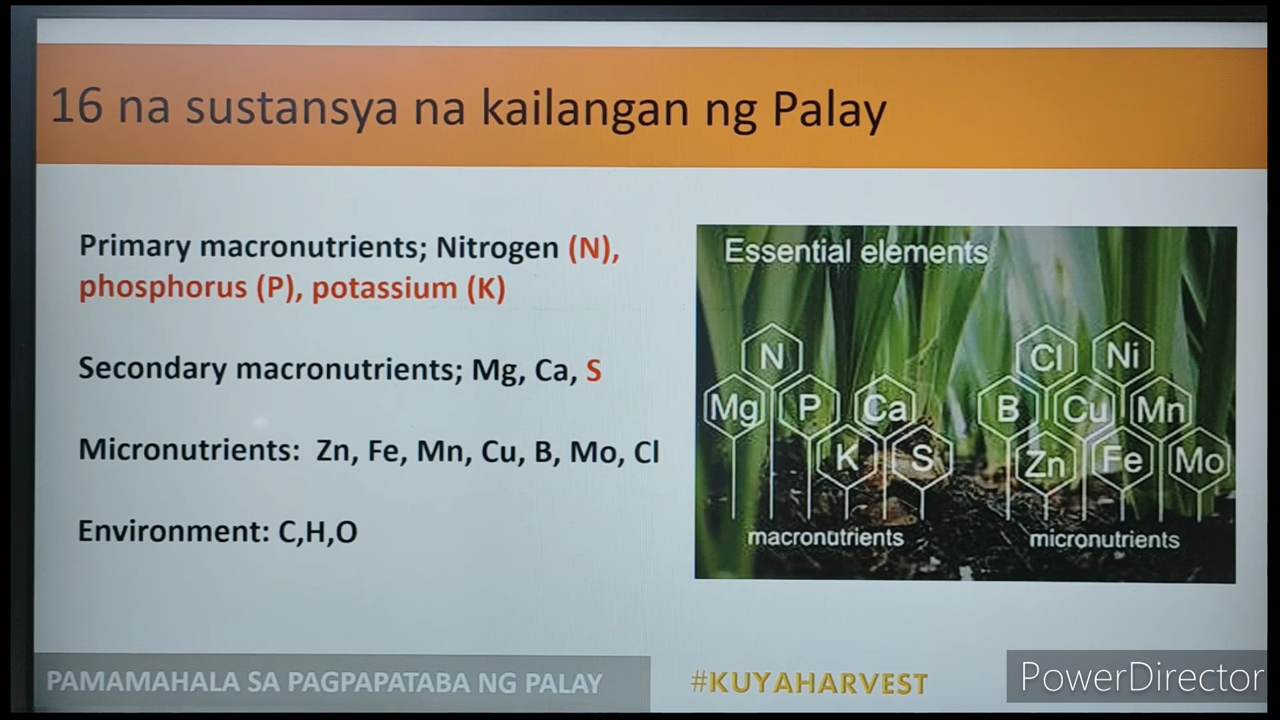 16 na sustansya na kailangan ng Palay
Primary macronutrients; Nitrogen (N),
phosphorus (P), potassium (K)
Secondary macronutrients; Mg, Ca, S
Micronutrients: Zn, Fe, Mn, Cu, B, Mo, Cl
Environment: C,H,O
Essential elements
N
Mg P Ca
K S
macronutrients
Cl Ni
B Cu Mn
Zn Fe Mo
micronutrients
PAMAMAHALA SA PAGPAPATABA NG PALAY
#KUYAHARVEST
PowerDirector